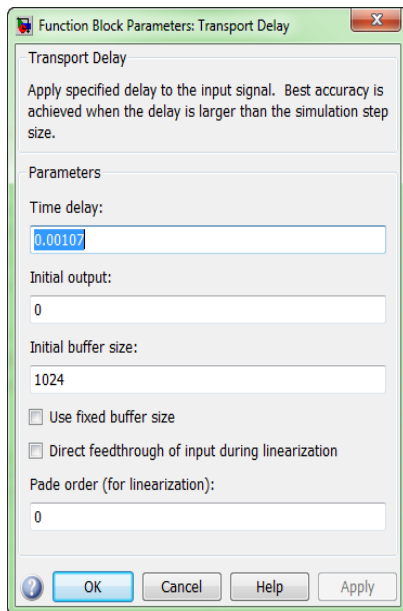 Function Block Parameters: Transport Delay
Transport Delay
Apply specified delay to the input signal. Best accuracy is
achieved when the delay is larger than the simulation step
size.
Parameters
Time delay:
0.00107
Initial output:
0
Initial buffer size:
1024
Use fixed buffer size
Direct feedthrough of input during linearization
Pade order (for linearization):
0
OK Cancel Help Apply